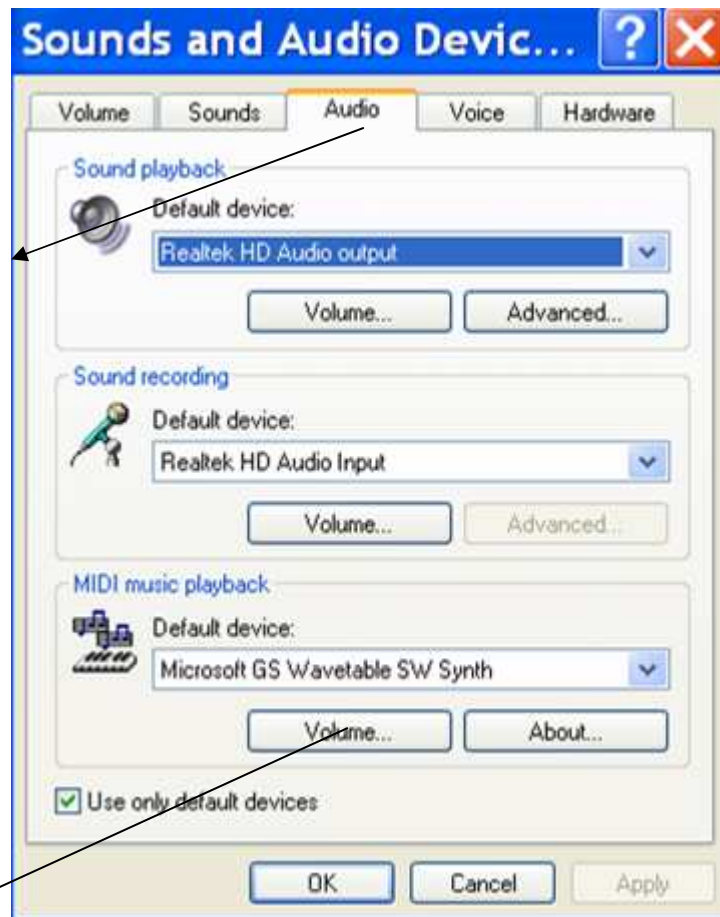 Sounds and Audio Devic... ?
Volume Sounds Audio Voice Hardware
Sound playback
Default device:
Realtek HD Audio output
Volume... Advanced...
Sound recording
Default device:
Realtek HD Audio Input
Volume... Advanced...
MIDI music playback
Default device:
Microsoft GS Wavetable SW Synth
Volume... About...
Use only default devices
OK Cancel Apply